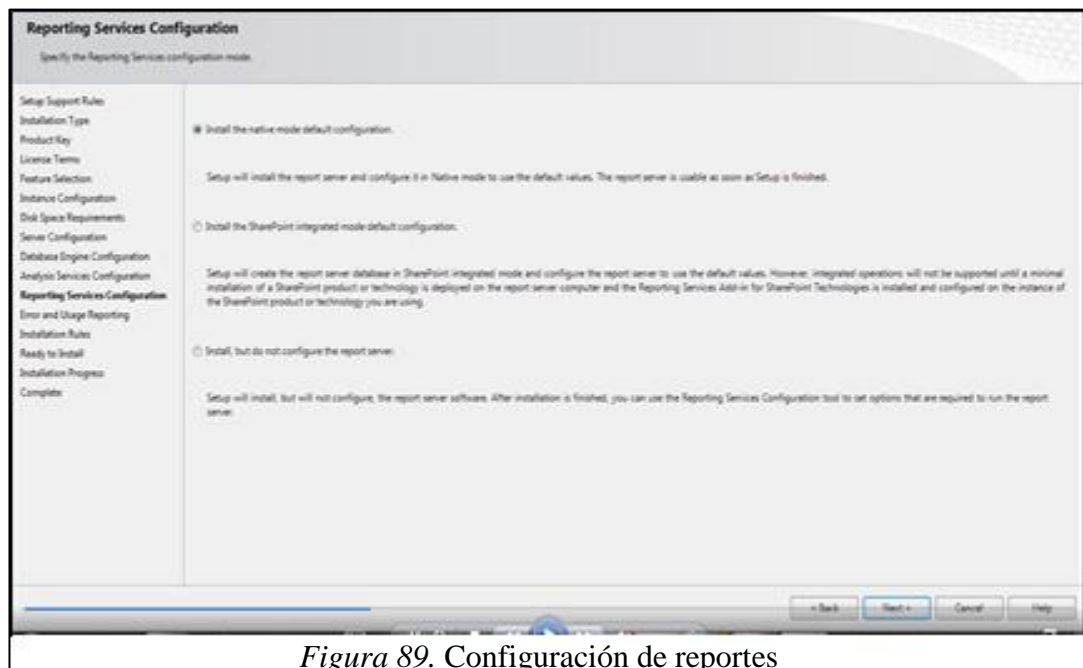 Reporting Services Configuration
Specify the Reporting Services configuration mode.
Setup Support Rules
Installation Type
Product Key
License Terms
Feature Selection
Instance Configuration
Disk Space Requirements
Server Configuration
Database Engine Configuration
Analysis Services Configuration
Reporting Services Configuration
Error and Usage Reporting
Installation Rules
Ready to Install
Installation Progress
Complete
Install the native mode default configuration.
Setup will install the report server and configure it in Native mode to use the default values. The report server is usable as soon as Setup is finished.
Install the SharePoint integrated mode default configuration.
Setup will create the report server database in SharePoint integrated mode and configure the report server to use the default values. However, integrated operations will not be supported until a minimal
installation of a SharePoint product or technology is deployed on the report server computer and the Reporting Services Add-in for SharePoint Technologies is installed and configured on the instance of
the SharePoint product or technology you are using.
Install, but do not configure the report server.
Setup will install, but will not configure, the report server software. After installation is finished, you can use the Reporting Services Configuration tool to set options that are required to run the report
server.
< Back Next > Cancel Help
Figura 89. Configuración de reportes